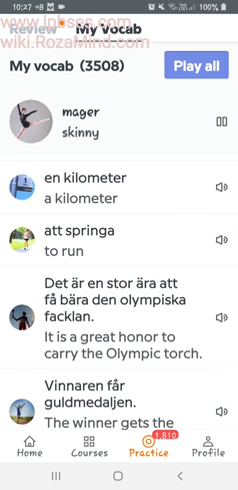 10:27 +B 100%
www.inbses.com
Review My Vocab
wiki.RozaMind.com
My vocab (3508) Play all
mager
skinny
en kilometer
a kilometer
att springa
to run
Det är en stor ära att
få bära den olympiska
facklan.
It is a great honor to
carry the Olympic torch.
Vinnaren får
guldmedaljen.
The winner gets the
1,810
Home Courses Practice Profile